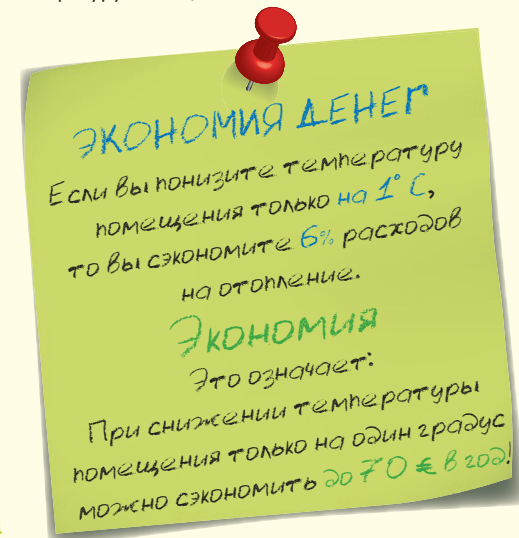 ЭКОНОМИЯ ДЕНЕГ
Если вы понизите температуру
помещения только на 1° С,
то вы сэкономите 6% расходов
на отопление.
Экономия
Это означает:
При снижении температуры
помещения только на один градус
можно сэкономить до 70 € в год!